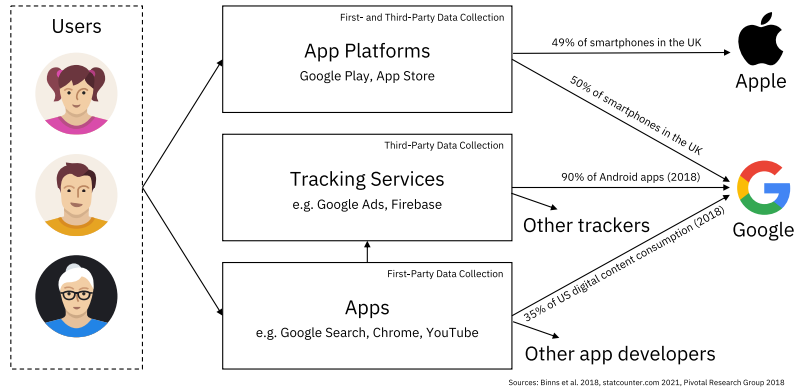 Users
First- and Third-Party Data Collection
App Platforms
Google Play, App Store
49% of smartphones in the UK
Apple
50% of smartphones in the UK
Third-Party Data Collection
Tracking Services
e.g. Google Ads, Firebase
90% of Android apps (2018)
Google
Other trackers
35% of US digital content consumption (2018)
First-Party Data Collection
Apps
e.g. Google Search, Chrome, YouTube
Other app developers
Sources: Binns et al. 2018, statcounter.com 2021, Pivotal Research Group 2018